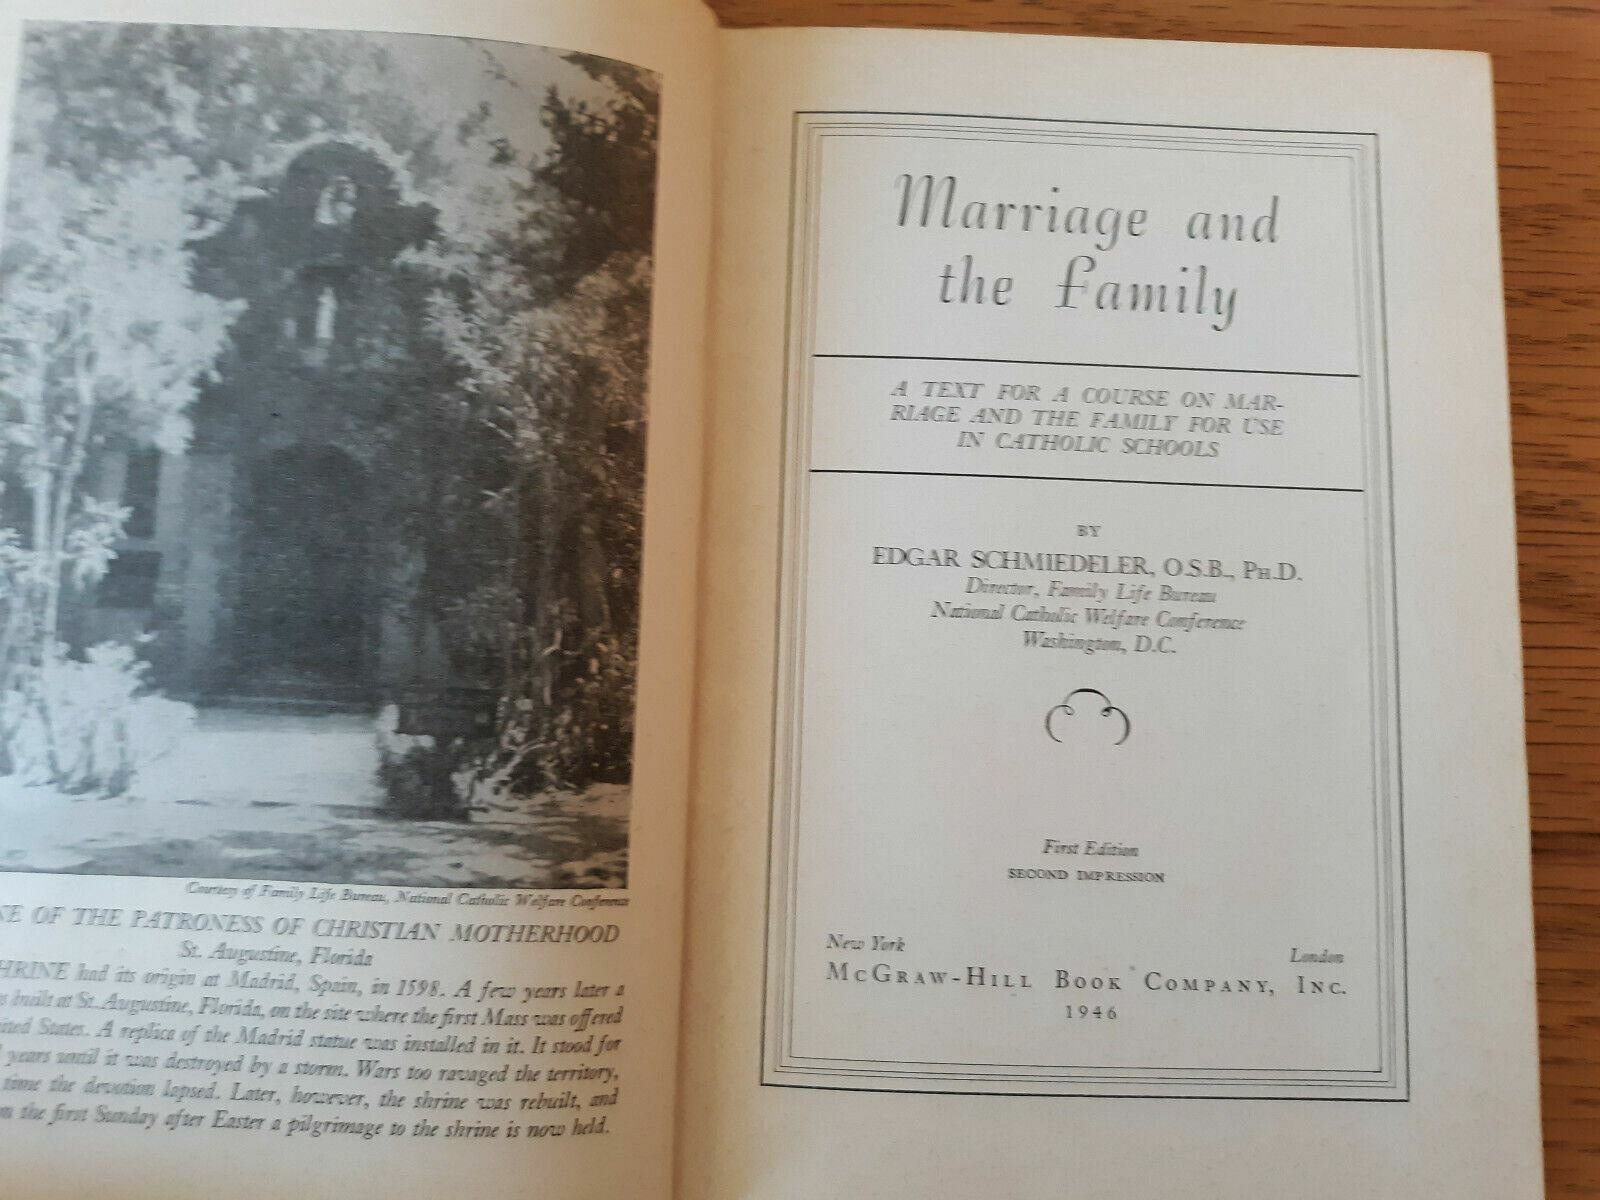 Courtesy of Family Life Bureau, National Catholic Welfare Conference
OF THE PATRONESS OF CHRISTIAN MOTHERHOOD
St. Augustine, Florida
HRINE had its origin at Madrid, Spain, in 1598. A few years later a
built at St. Augustine, Florida, on the site where the first Mass was offered
ited States. A replica of the Madrid statue was installed in it. It stood for
years until it was destroyed by a storm. Wars too ravaged the territory,
time the devotion lapsed. Later, however, the shrine was rebuilt, and
on the first Sunday after Easter a pilgrimage to the shrine is now held.
Marriage and
the Family
A TEXT FOR A COURSE ON MAR-
RIAGE AND THE FAMILY FOR USE
IN CATHOLIC SCHOOLS
BY
EDGAR SCHMIEDELER, O.S.B., PH.D.
Director, Family Life Bureau
National Catholic Welfare Conference
Washington, D.C.
First Edition
SECOND IMPRESSION
New York London
MCGRAW-HILL BOOK COMPANY, INC.
1946